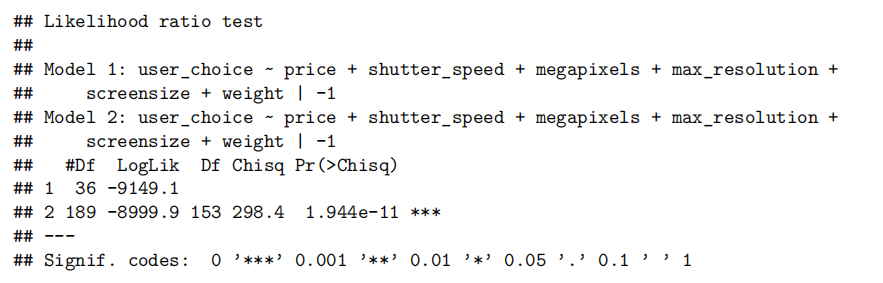 ## Likelihood ratio test
##
## Model 1: user_choice ~ price + shutter_speed + megapixels + max_resolution +
##     screensize + weight | -1
## Model 2: user_choice ~ price + shutter_speed + megapixels + max_resolution +
##     screensize + weight | -1
##   #Df  LogLik  Df Chisq Pr(>Chisq)
## 1  36 -9149.1
## 2 189 -8999.9 153 298.4  1.944e-11 ***
## ---
## Signif. codes:  0 '***' 0.001 '**' 0.01 '*' 0.05 '.' 0.1 ' ' 1